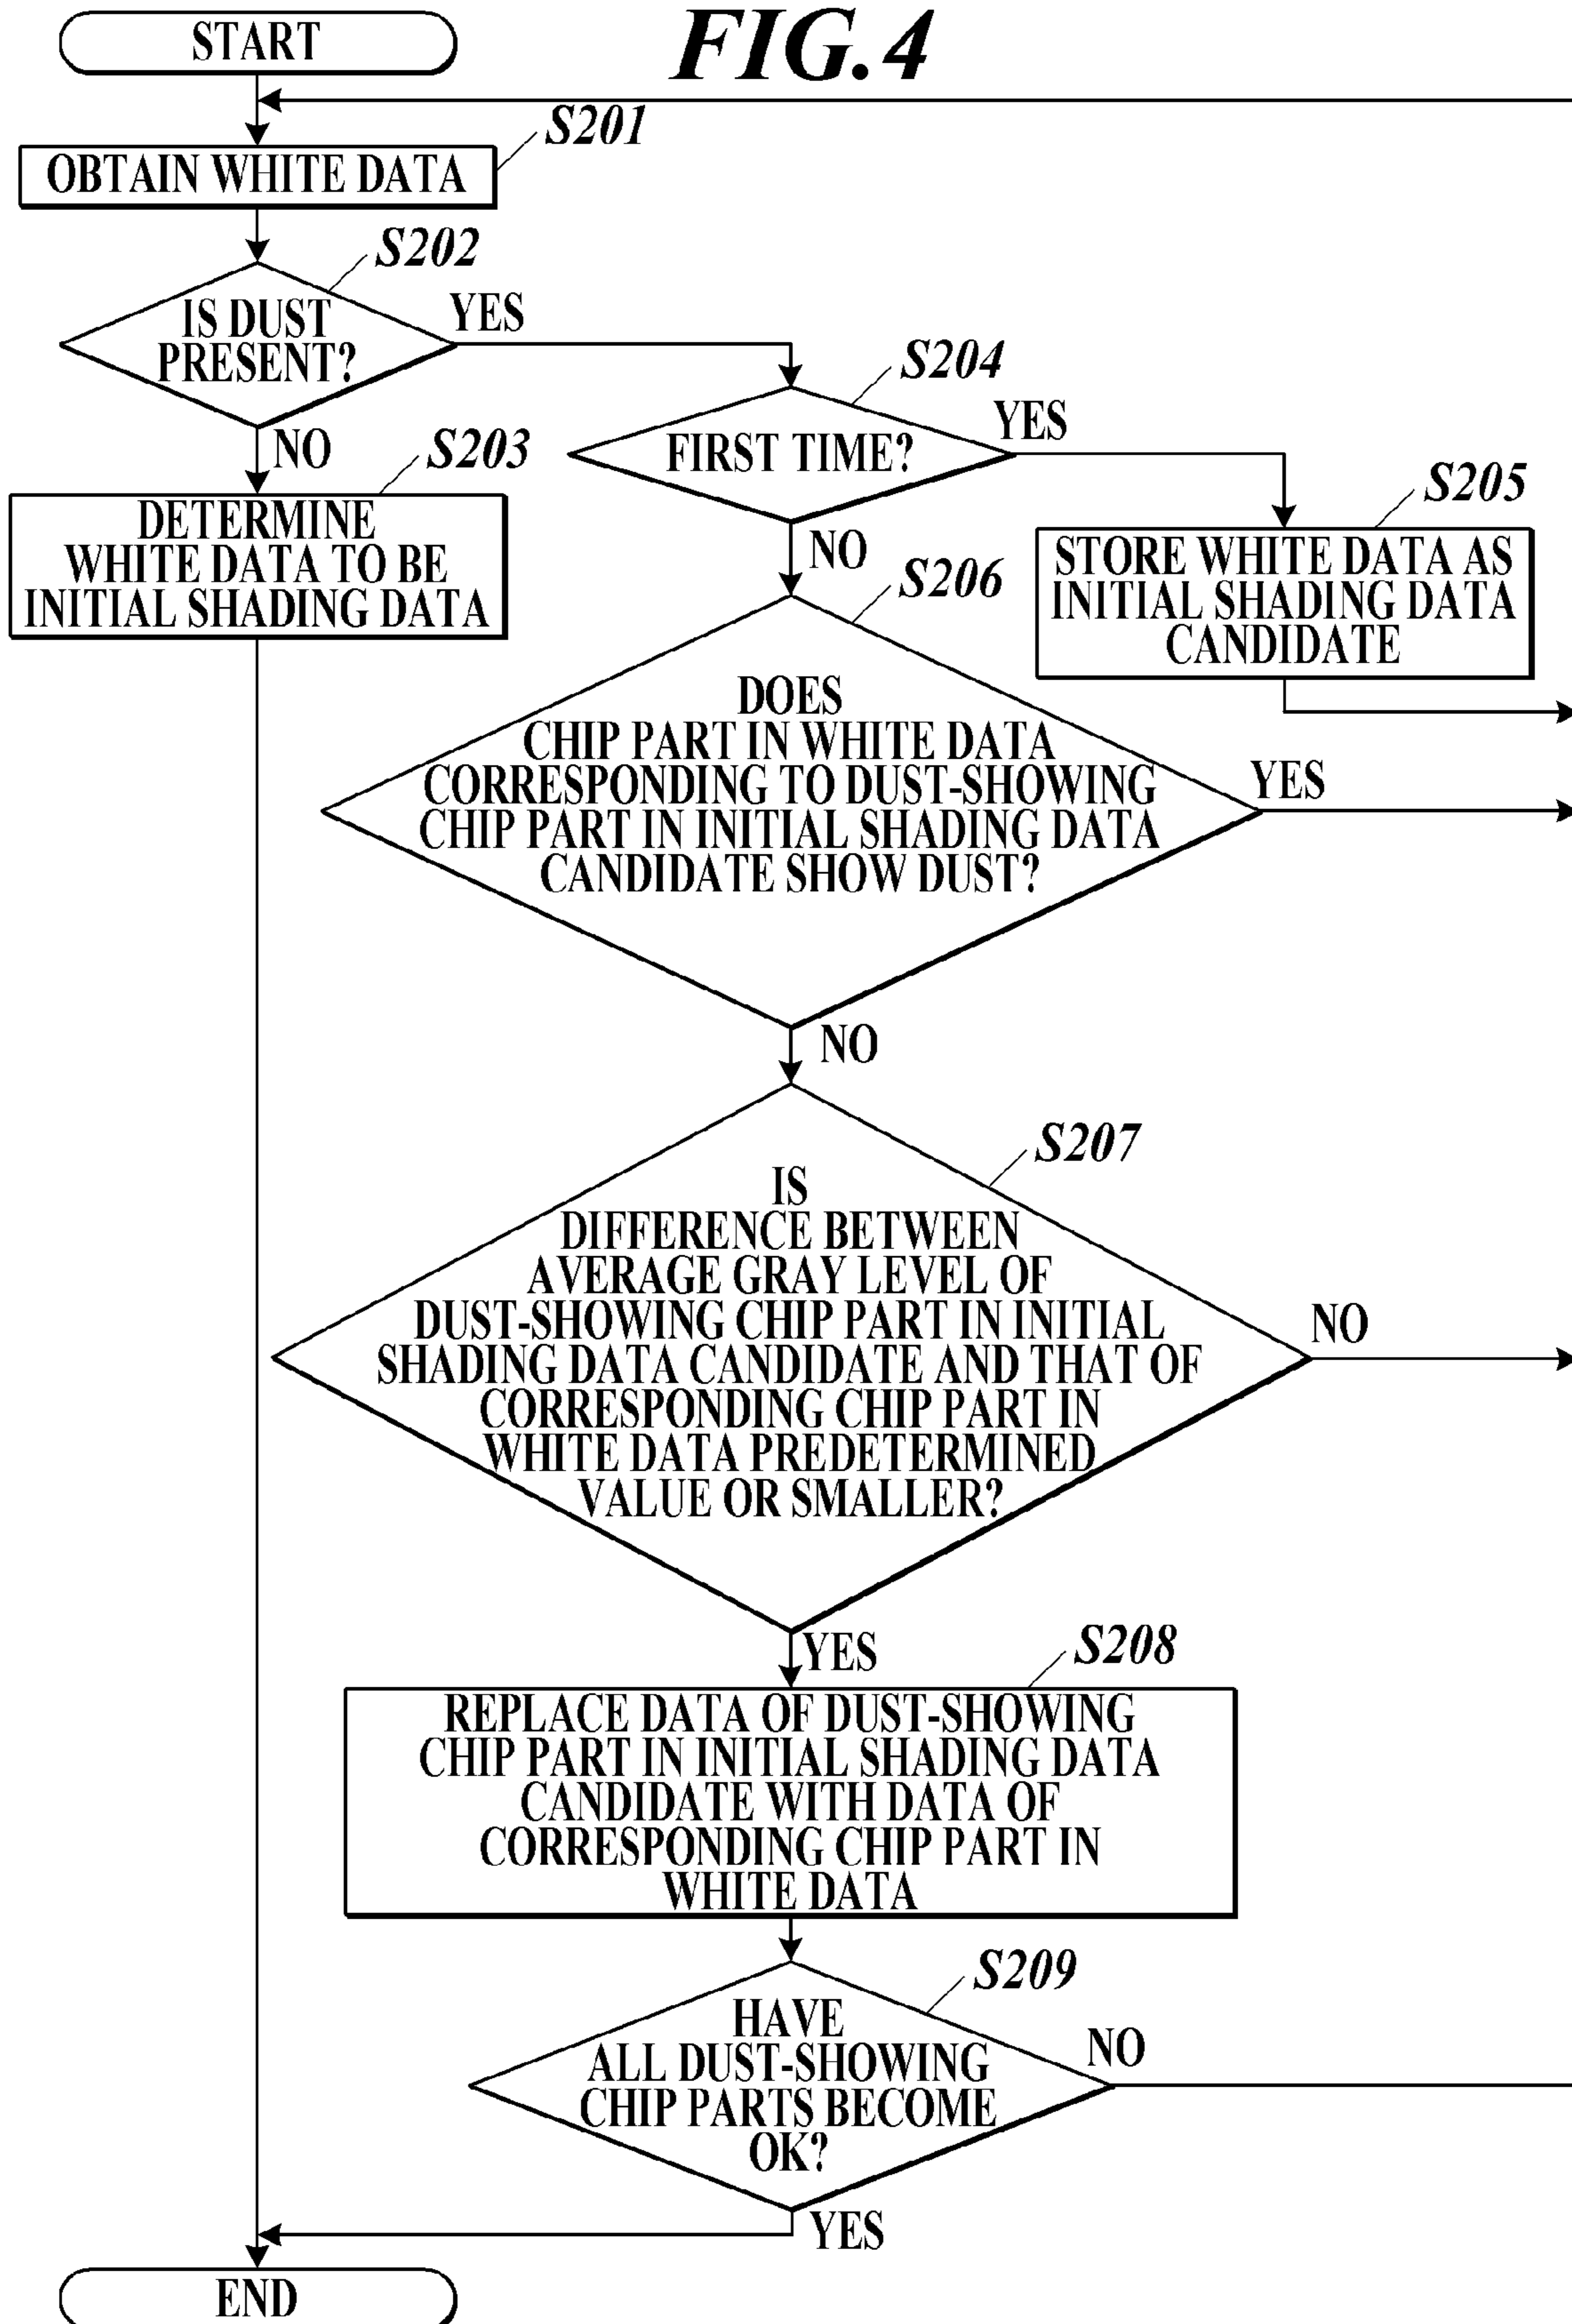 FIG. 4
START
S201
OBTAIN WHITE DATA
S202
IS DUST
PRESENT?
YES
NO
S203
DETERMINE
WHITE DATA TO BE
INITIAL SHADING DATA
S204
FIRST TIME?
YES
NO
S205
STORE WHITE DATA AS
INITIAL SHADING DATA
CANDIDATE
S206
DOES
CHIP PART IN WHITE DATA
CORRESPONDING TO DUST-SHOWING
CHIP PART IN INITIAL SHADING DATA
CANDIDATE SHOW DUST?
YES
NO
S207
IS
DIFFERENCE BETWEEN
AVERAGE GRAY LEVEL OF
DUST-SHOWING CHIP PART IN INITIAL
SHADING DATA CANDIDATE AND THAT OF
CORRESPONDING CHIP PART IN
WHITE DATA PREDETERMINED
VALUE OR SMALLER?
NO
YES
S208
REPLACE DATA OF DUST-SHOWING
CHIP PART IN INITIAL SHADING DATA
CANDIDATE WITH DATA OF
CORRESPONDING CHIP PART IN
WHITE DATA
S209
HAVE
ALL DUST-SHOWING
CHIP PARTS BECOME
OK?
NO
YES
END